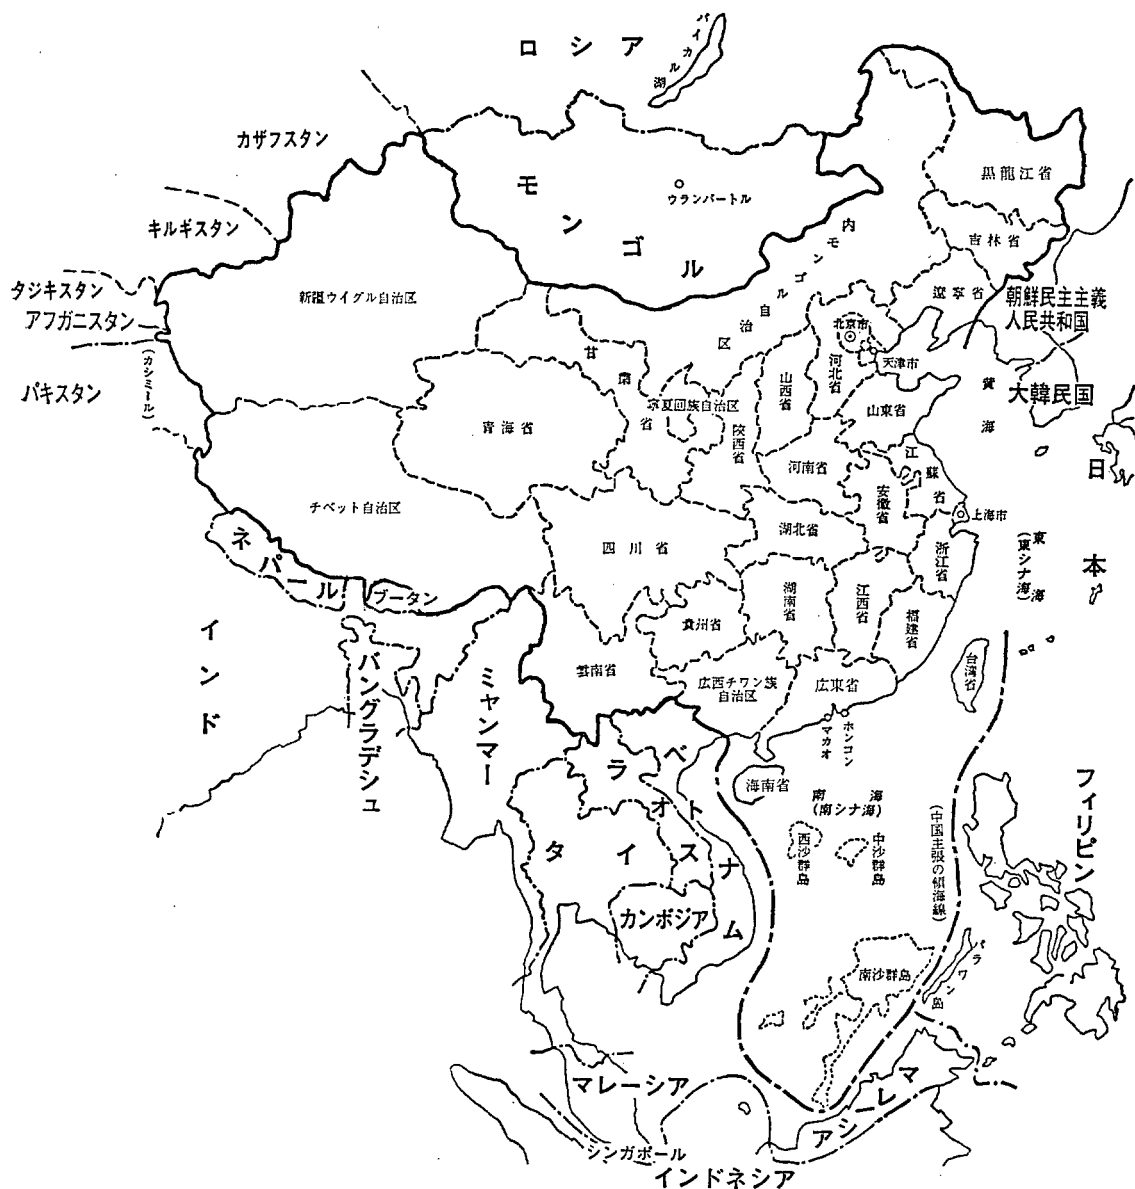 ロシア
バイカル湖
カザフスタン
モンゴル
ウランバートル
黒龍江省
キルギスタン
内モンゴル自治区
吉林省
タジキスタン
アフガニスタン
新疆ウイグル自治区
遼寧省
朝鮮民主主義
人民共和国
(カシミール)
パキスタン
甘粛省
北京市
天津市
河北省
山西省
大韓民国
黄海
寧夏回族自治区
陝西省
山東省
青海省
河南省
江蘇省
安徽省
日本
チベット自治区
上海市
四川省
湖北省
浙江省
東海
(東シナ海)
ネパール
ブータン
湖南省
江西省
福建省
貴州省
インド
バングラデシュ
ミャンマー
雲南省
広西チワン族
自治区
広東省
台湾省
ホンコン
マカオ
ラオス
ベトナム
海南省
南海
(南シナ海)
フィリピン
西沙群島
中沙群島
(中国主張の領海線)
タイ
カンボジア
南沙群島
パラワン島
マレーシア
マレーシア
シンガポール
インドネシア